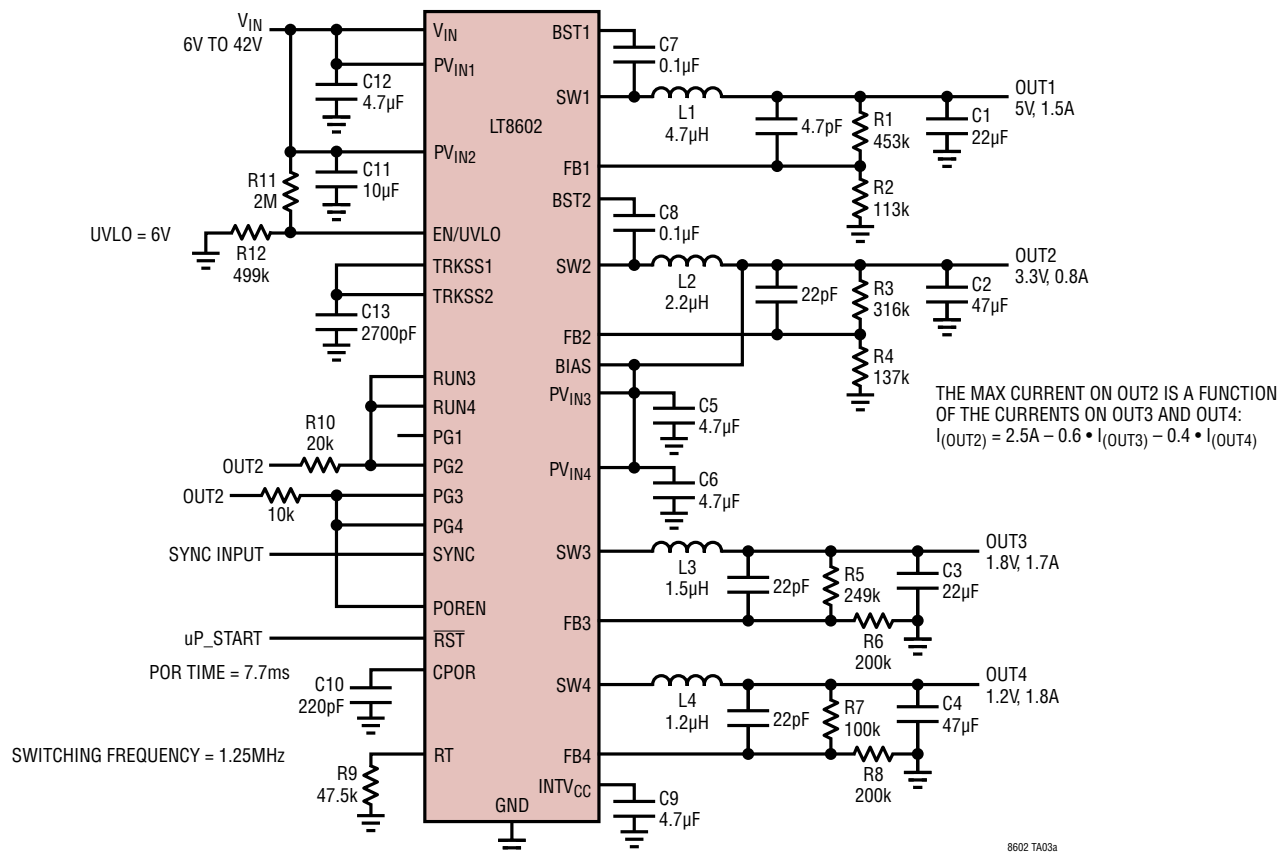 VIN
6V TO 42V
VIN
PVIN1
C12
4.7µF
PVIN2
C11
10µF
R11
2M
UVLO = 6V
R12
499k
EN/UVLO
TRKSS1
TRKSS2
C13
2700pF
RUN3
RUN4
PG1
R10
20k
OUT2
PG2
OUT2
10k
PG3
PG4
SYNC INPUT
SYNC
POREN
uP_START
RST
POR TIME = 7.7ms
CPOR
C10
220pF
SWITCHING FREQUENCY = 1.25MHz
RT
R9
47.5k
LT8602
GND
BST1
C7
0.1µF
SW1
L1
4.7µH
4.7pF
R1
453k
C1
22µF
OUT1
5V, 1.5A
FB1
R2
113k
BST2
C8
0.1µF
SW2
L2
2.2µH
22pF
R3
316k
C2
47µF
OUT2
3.3V, 0.8A
FB2
R4
137k
BIAS
PVIN3
C5
4.7µF
PVIN4
C6
4.7µF
THE MAX CURRENT ON OUT2 IS A FUNCTION
OF THE CURRENTS ON OUT3 AND OUT4:
I(OUT2) = 2.5A – 0.6 • I(OUT3) – 0.4 • I(OUT4)
SW3
L3
1.5µH
22pF
R5
249k
C3
22µF
OUT3
1.8V, 1.7A
FB3
R6
200k
SW4
L4
1.2µH
22pF
R7
100k
C4
47µF
OUT4
1.2V, 1.8A
FB4
R8
200k
INTVCC
C9
4.7µF
8602 TA03a